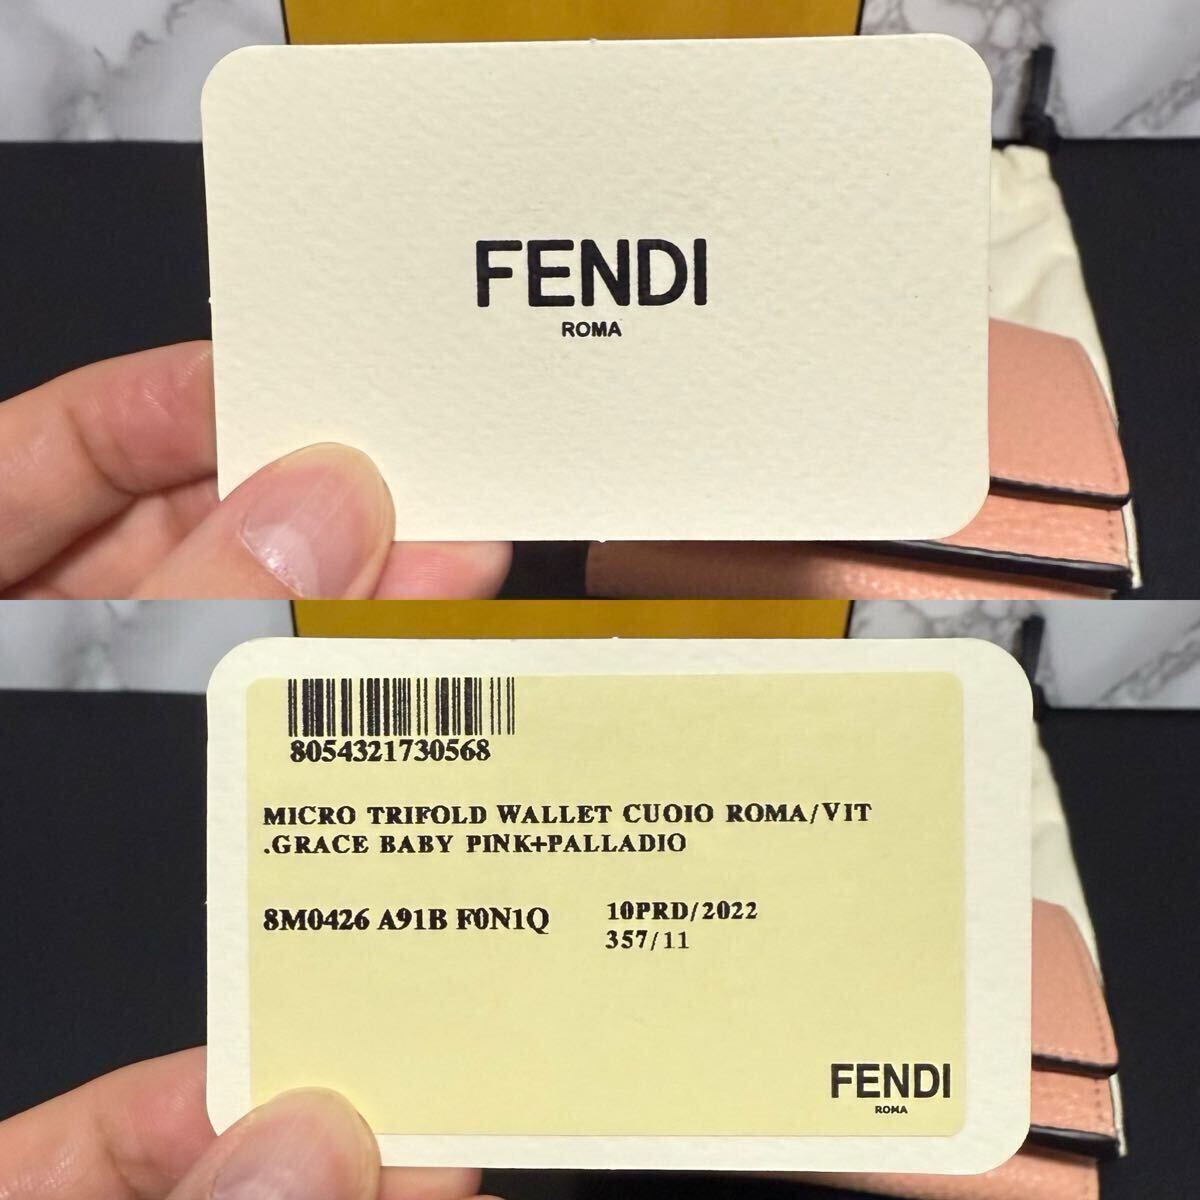 FENDI
ROMA
8054321730568
MICRO TRIFOLD WALLET CUOIO ROMA/VIT
.GRACE BABY PINK+PALLADIO
8M0426 A91B F0N1Q
10PRD/2022
357/11
FENDI
ROMA